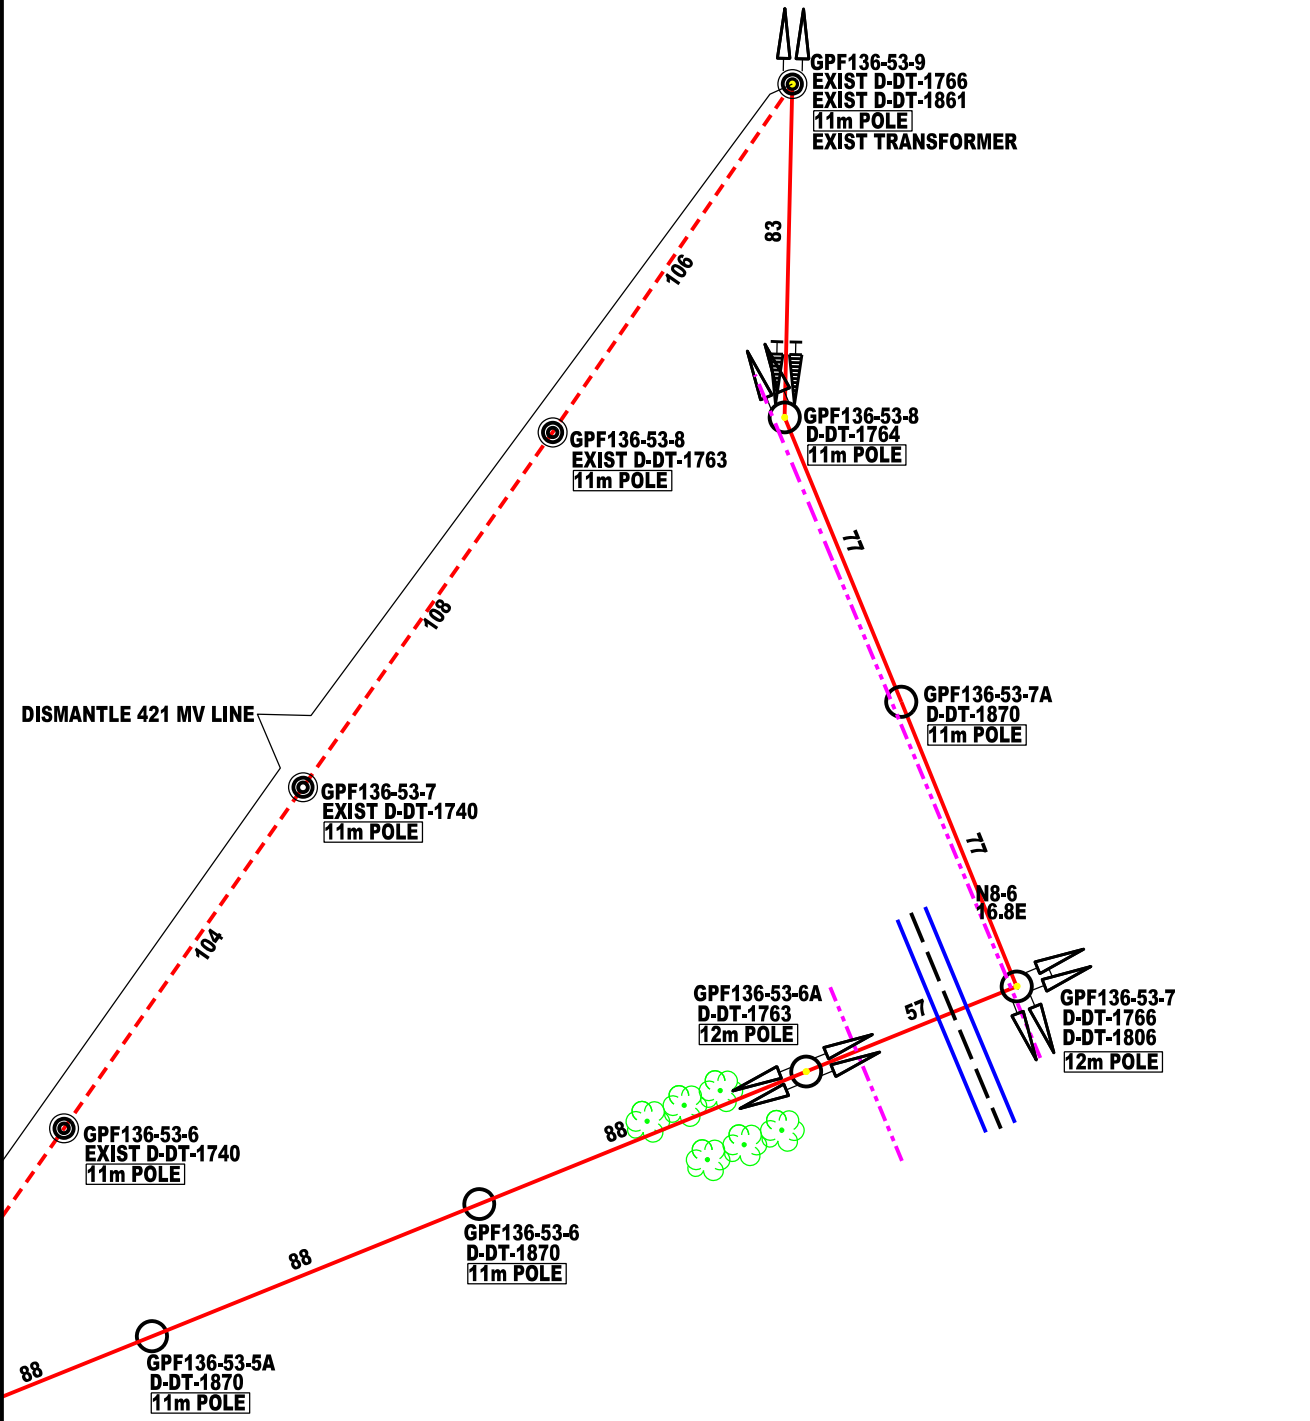 GPF136-53-9
EXIST D-DT-1766
EXIST D-DT-1861
11m POLE
EXIST TRANSFORMER
83
106
GPF136-53-8
D-DT-1764
11m POLE
GPF136-53-8
EXIST D-DT-1763
11m POLE
77
108
GPF136-53-7A
D-DT-1870
11m POLE
DISMANTLE 421 MV LINE
GPF136-53-7
EXIST D-DT-1740
11m POLE
77
N8-6
16.8E
104
GPF136-53-6A
D-DT-1763
12m POLE
57
GPF136-53-7
D-DT-1766
D-DT-1806
12m POLE
88
GPF136-53-6
EXIST D-DT-1740
11m POLE
GPF136-53-6
D-DT-1870
11m POLE
88
GPF136-53-5A
D-DT-1870
11m POLE
88